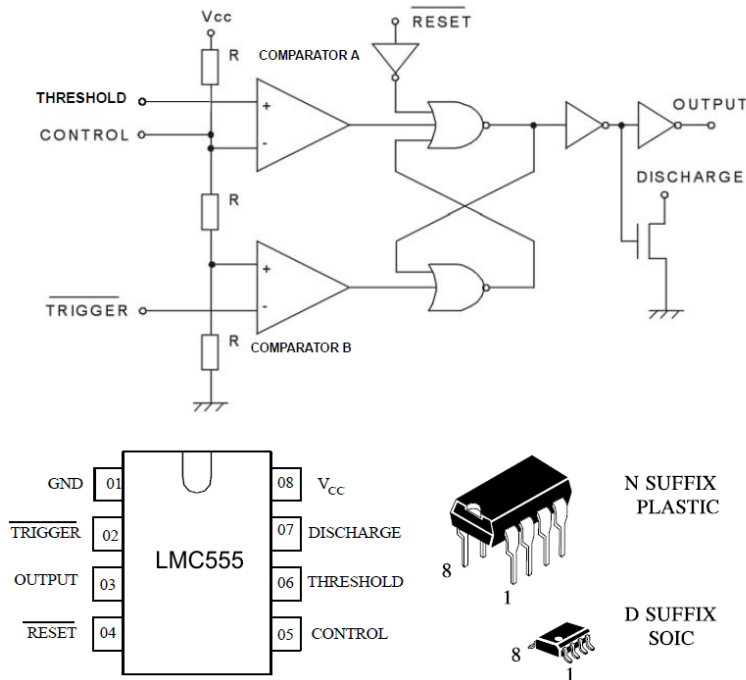 Vcc
RESET
R
COMPARATOR A
THRESHOLD
+
OUTPUT
CONTROL
-
DISCHARGE
R
+
TRIGGER
-
R
COMPARATOR B
GND 01 08 VCC
TRIGGER 02 07 DISCHARGE
LMC555
OUTPUT 03 06 THRESHOLD
RESET 04 05 CONTROL
N SUFFIX
PLASTIC
8
1
D SUFFIX
SOIC
8
1